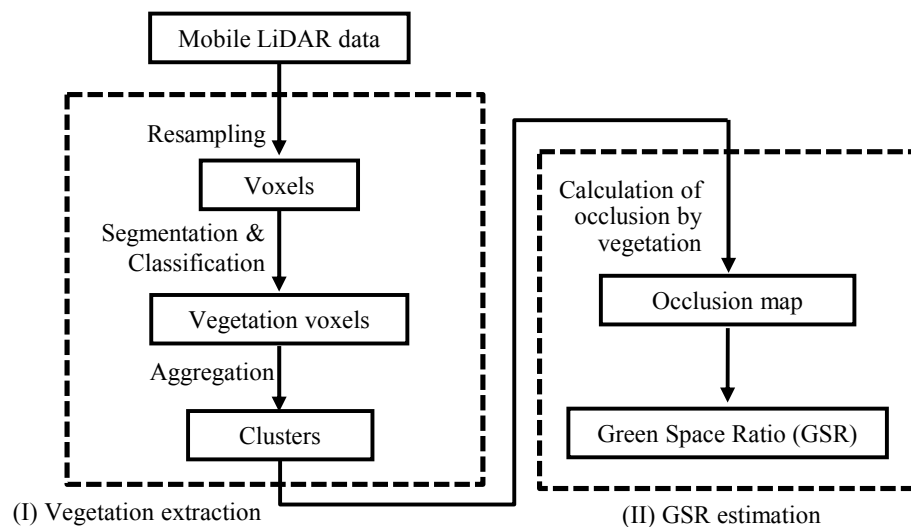 Mobile LiDAR data
Resampling
Voxels
Segmentation &
Classification
Vegetation voxels
Aggregation
Clusters
(I) Vegetation extraction
Calculation of
occlusion by
vegetation
Occlusion map
Green Space Ratio (GSR)
(II) GSR estimation